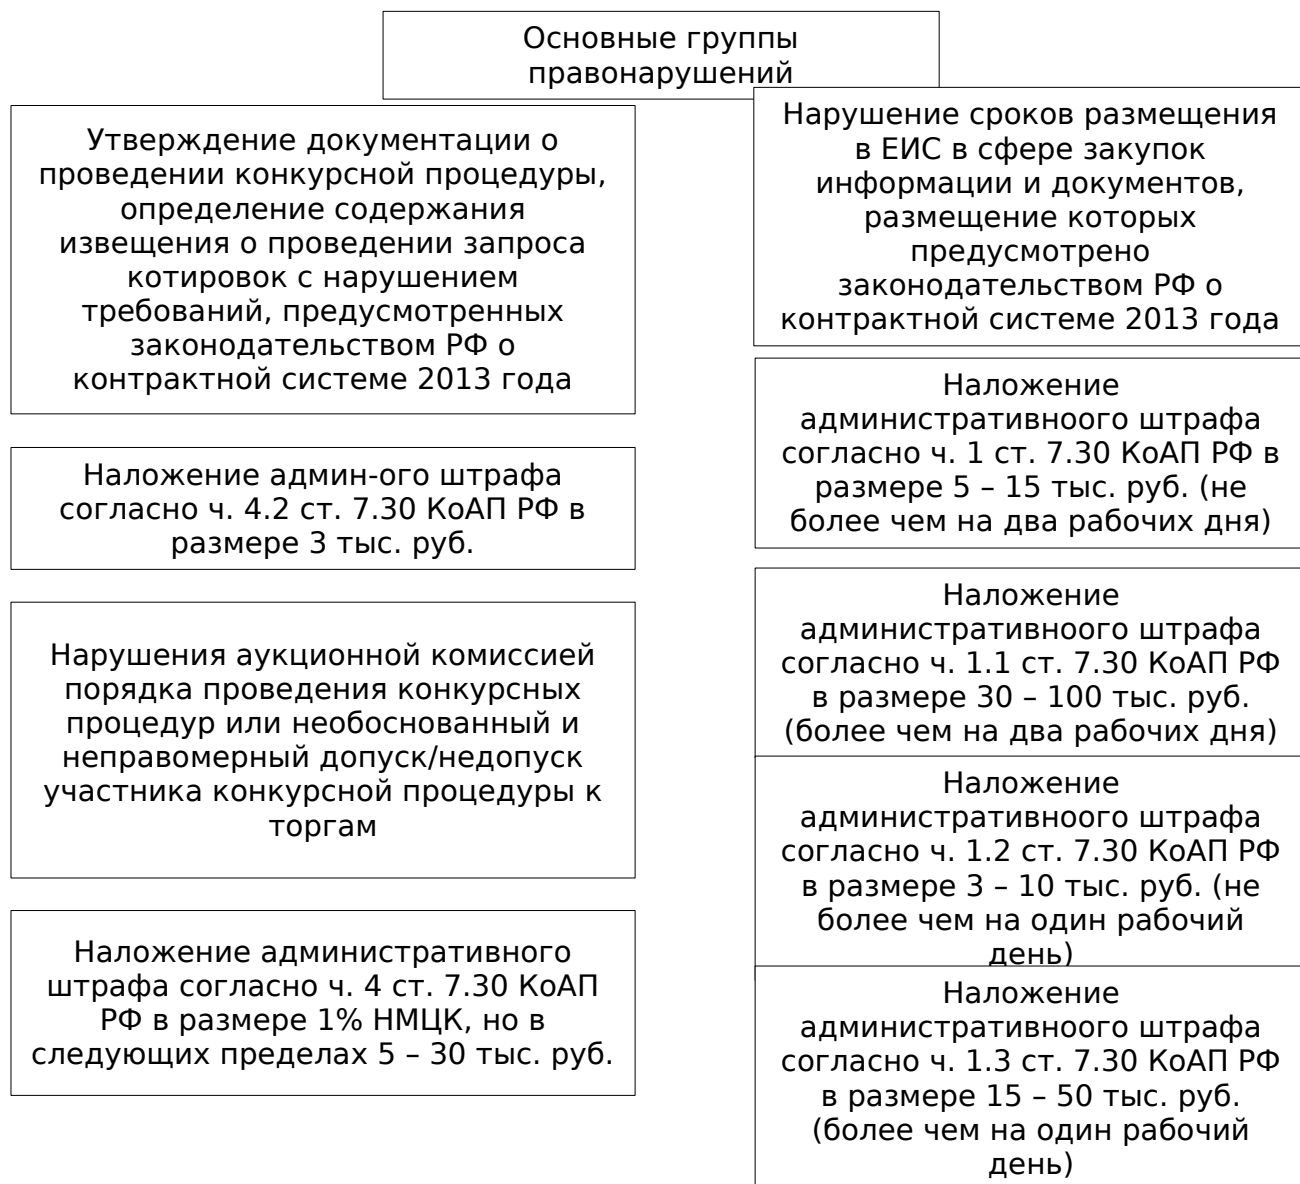 Основные группы
правонарушений
Утверждение документации о
проведении конкурсной процедуры,
определение содержания
извещения о проведении запроса
котировок с нарушением
требований, предусмотренных
законодательством РФ о
контрактной системе 2013 года
Наложение админ-ого штрафа
согласно ч. 4.2 ст. 7.30 КоАП РФ в
размере 3 тыс. руб.
Нарушения аукционной комиссией
порядка проведения конкурсных
процедур или необоснованный и
неправомерный допуск/недопуск
участника конкурсной процедуры к
торгам
Наложение административного
штрафа согласно ч. 4 ст. 7.30 КоАП
РФ в размере 1% НМЦК, но в
следующих пределах 5 – 30 тыс. руб.
Нарушение сроков размещения
в ЕИС в сфере закупок
информации и документов,
размещение которых
предусмотрено
законодательством РФ о
контрактной системе 2013 года
Наложение
административноого штрафа
согласно ч. 1 ст. 7.30 КоАП РФ в
размере 5 – 15 тыс. руб. (не
более чем на два рабочих дня)
Наложение
административноого штрафа
согласно ч. 1.1 ст. 7.30 КоАП РФ
в размере 30 – 100 тыс. руб.
(более чем на два рабочих дня)
Наложение
административноого штрафа
согласно ч. 1.2 ст. 7.30 КоАП РФ
в размере 3 – 10 тыс. руб. (не
более чем на один рабочий
день)
Наложение
административноого штрафа
согласно ч. 1.3 ст. 7.30 КоАП РФ
в размере 15 – 50 тыс. руб.
(более чем на один рабочий
день)